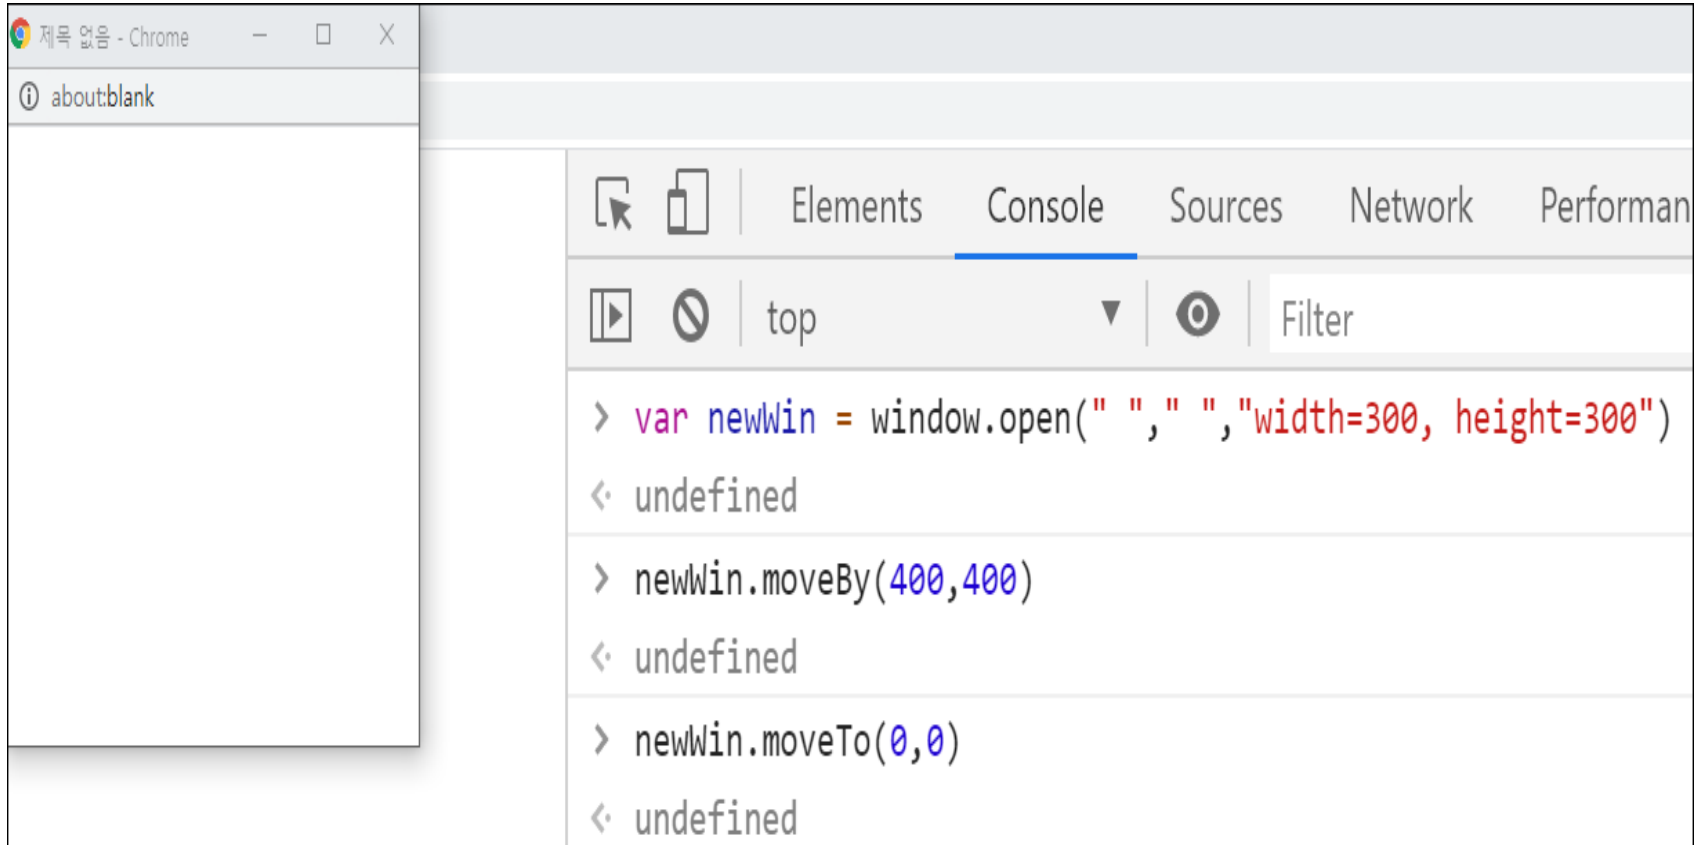 제목 없음 - Chrome
about:blank
Elements Console Sources Network Performan
top Filter
var newWin = window.open(" "," ","width=300, height=300")
undefined
newWin.moveBy(400,400)
undefined
newWin.moveTo(0,0)
undefined